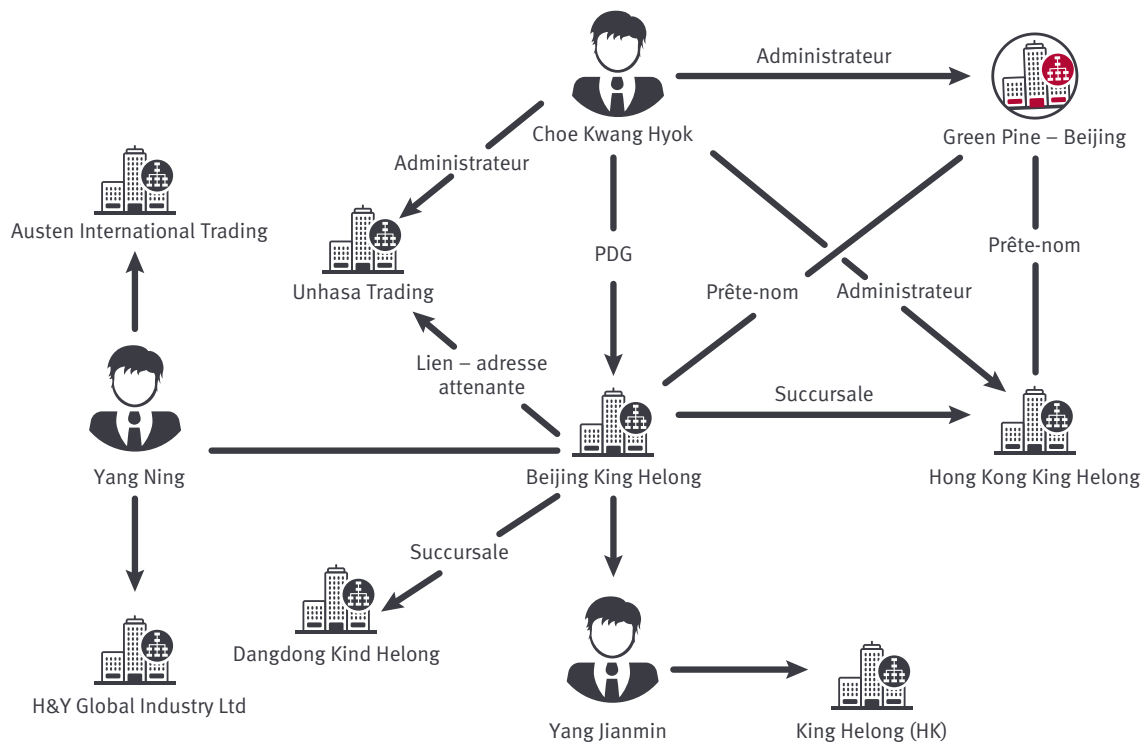 Administrateur
Choe Kwang Hyok
Green Pine – Beijing
Administrateur
Austen International Trading
PDG
Prête-nom
Unhasa Trading
Prête-nom
Administrateur
Lien – adresse
attenante
Succursale
Yang Ning
Beijing King Helong
Hong Kong King Helong
Succursale
Dangdong Kind Helong
H&Y Global Industry Ltd
Yang Jianmin
King Helong (HK)